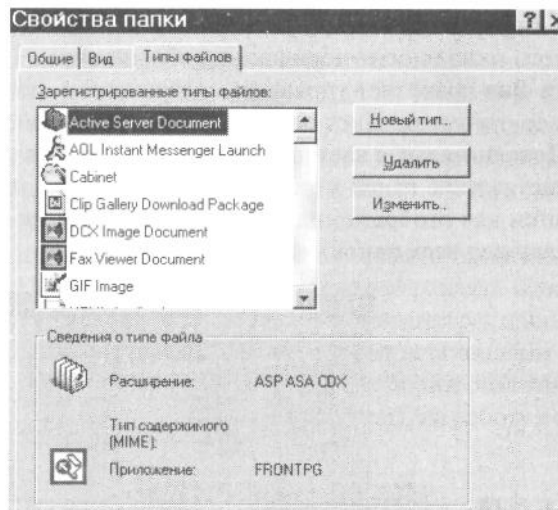 Свойства папки
Общие Вид Типы файлов
Зарегистрированные типы файлов:
Active Server Document
AOL Instant Messenger Launch
Cabinet
Clip Gallery Download Package
DCX Image Document
Fax Viewer Document
GIF Image
Новый тип...
Удалить
Изменить..
Сведения о типе файла
Расширение: ASP ASA CDX
Тип содержимого
(MIME):
Приложение: FRONTPG